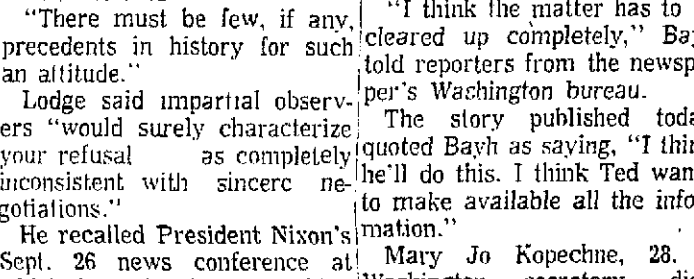 "There must be few, if any,
precedents in history for such
an attitude."
Lodge said impartial observ-
ers "would surely characterize
your refusal as completely
inconsistent with sincere ne-
gotiations."
He recalled President Nixon's
Sept. 26 news conference at
"I think the matter has to
cleared up completely," Bay
told reporters from the newsp
per's Washington bureau.
The story published toda
quoted Bayh as saying, "I thin
he'll do this. I think Ted wan
to make available all the info
mation."
Mary Jo Kopechne, 28.